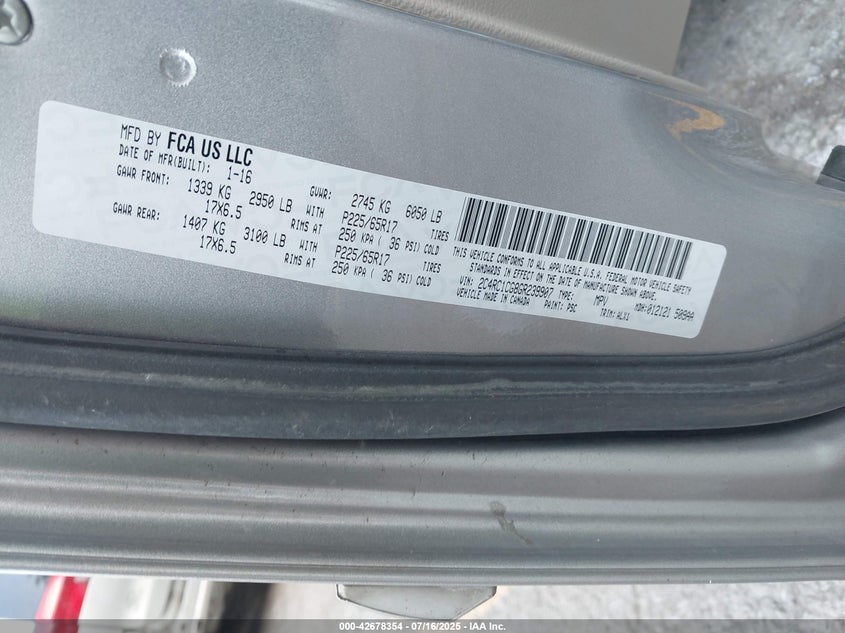 MFD BY FCA US LLC
DATE OF MFR(BUILT): 1-16
GVWR: 2745 KG 6050 LB
GAWR FRONT: 1339 KG 2950 LB WITH P225/65R17 TIRES
17X6.5 RIMS AT 250 KPA ( 36 PSI) COLD
GAWR REAR: 1407 KG 3100 LB WITH P225/65R17 TIRES
17X6.5 RIMS AT 250 KPA ( 36 PSI) COLD
THIS VEHICLE CONFORMS TO ALL APPLICABLE U.S.A. FEDERAL MOTOR VEHICLE SAFETY
STANDARDS IN EFFECT ON THE DATE OF MANUFACTURE SHOWN ABOVE.
VIN: 2C4RC1CG8GR239907 TYPE: MPV MDH:012121 509AA
VEHICLE MADE IN CANADA PAINT: PSC TRIM: ALX1
000-42678354 - 07/16/2025 - IAA Inc.